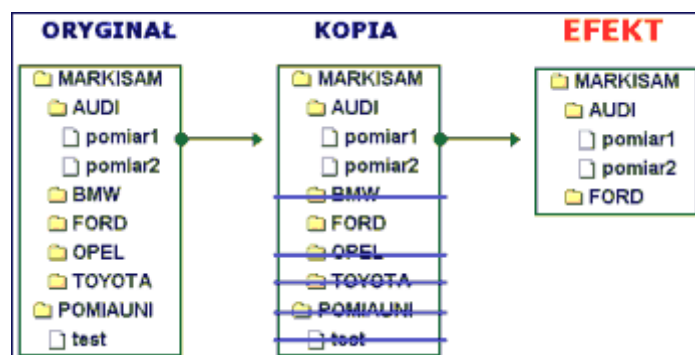 ORYGINAŁ
MARKISAM
AUDI
pomiar1
pomiar2
BMW
FORD
OPEL
TOYOTA
POMIAUNI
test
KOPIA
MARKISAM
AUDI
pomiar1
pomiar2
BMW
FORD
OPEL
TOYOTA
POMIAUNI
test
EFEKT
MARKISAM
AUDI
pomiar1
pomiar2
FORD